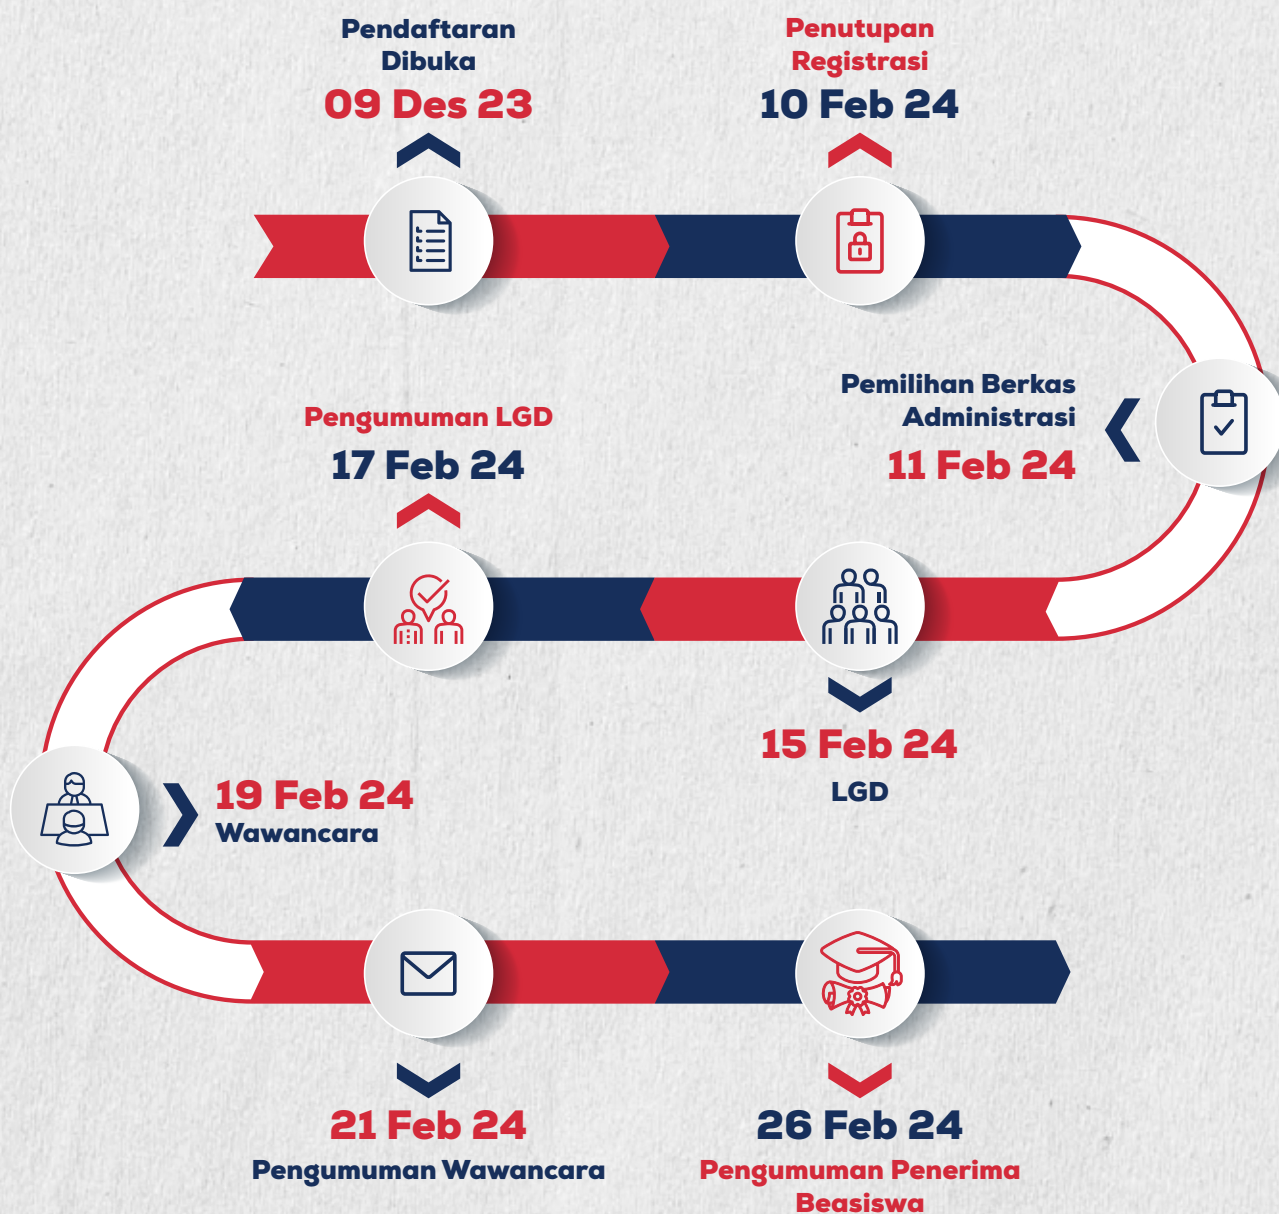 Pendaftaran
Dibuka
09 Des 23
Penutupan
Registrasi
10 Feb 24
Pemilihan Berkas
Administrasi
11 Feb 24
15 Feb 24
LGD
Pengumuman LGD
17 Feb 24
19 Feb 24
Wawancara
21 Feb 24
Pengumuman Wawancara
26 Feb 24
Pengumuman Penerima
Beasiswa